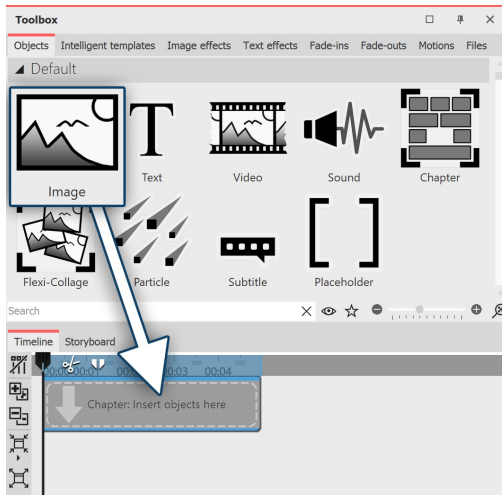 Toolbox
Objects Intelligent templates Image effects Text effects Fade-ins Fade-outs Motions Files
Default
Image Text Video Sound Chapter
Flexi-Collage Particle Subtitle Placeholder
Search
Timeline Storyboard
00:03 00:04
Chapter: Insert objects here